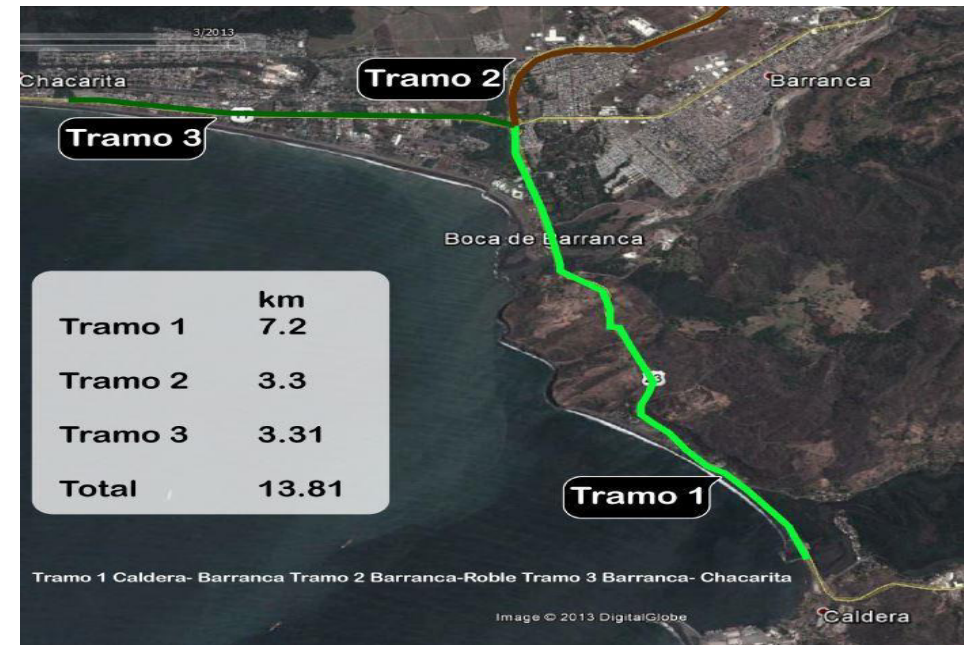 3/2013
Chacarita
Tramo 2
Barranca
Tramo 3
Boca de Barranca
km
Tramo 1 7.2
Tramo 2 3.3
Tramo 3 3.31
Total 13.81
Tramo 1
Tramo 1 Caldera- Barranca Tramo 2 Barranca-Roble Tramo 3 Barranca- Chacarita
Image © 2013 DigitalGlobe
Caldera